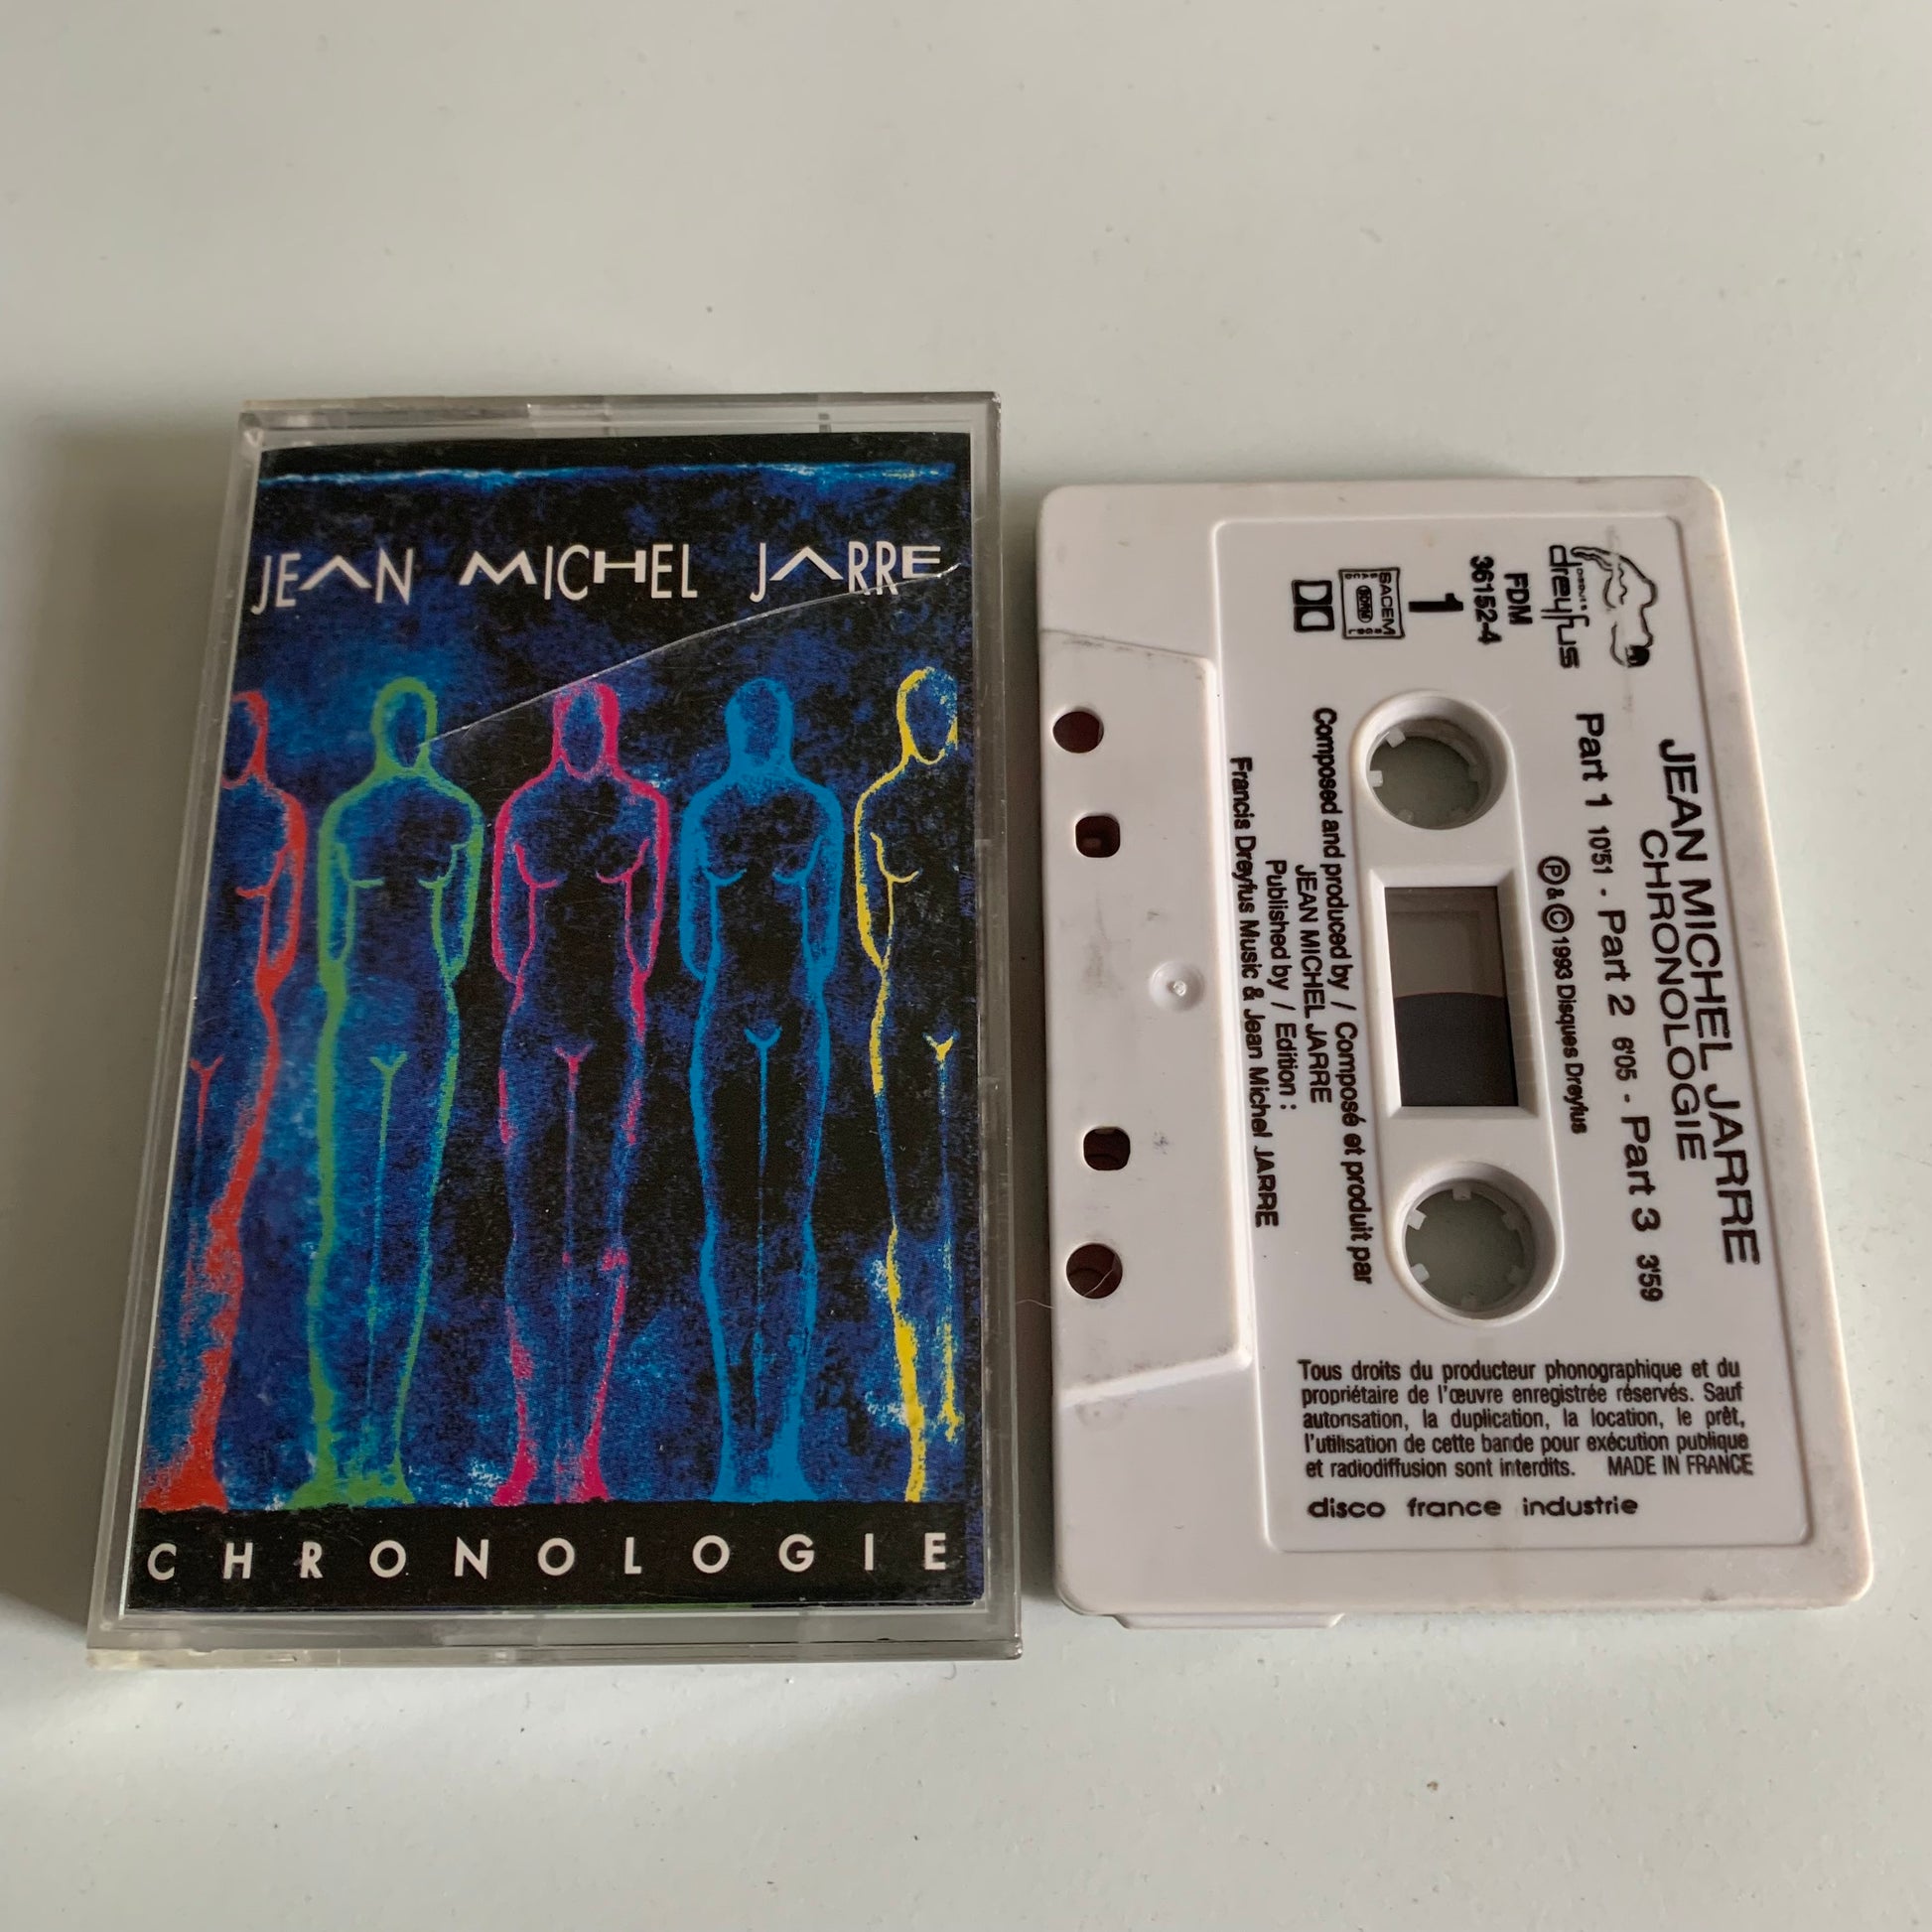 JEAN MICHEL JARRE
CHRONOLOGIE
JEAN MICHEL JARRE
CHRONOLOGIE
dreyfus
FDM
36152-4
1
SACEM
Part 1 10'51 - Part 2 6'05 - Part 3 3'59
℗ & © 1993 Disques Dreyfus
Composed and produced by / Composé et produit par
JEAN MICHEL JARRE
Published by / Edition :
Francis Dreyfus Music & Jean Michel JARRE
Tous droits du producteur phonographique et du
propriétaire de l'œuvre enregistrée réservés. Sauf
autorisation, la duplication, la location, le prêt,
l'utilisation de cette bande pour exécution publique
et radiodiffusion sont interdits. MADE IN FRANCE
disco france industrie